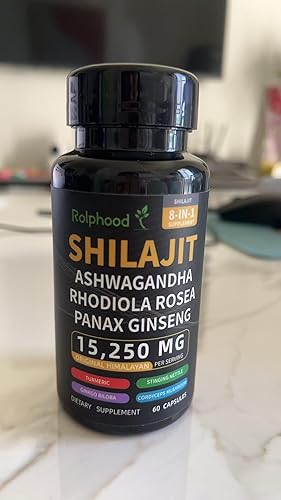 SHILAJIT
8-IN-1
SUPPLEMENT
Rolphood
SHILAJIT
ASHWAGANDHA
RHODIOLA ROSEA
PANAX GINSENG
15,250 MG
ORIGINAL HIMALAYAN PER SERVING
TURMERIC STINGING NETTLE
GINKGO BILOBA CORDYCEPS MUSHROOM
DIETARY SUPPLEMENT 60 CAPSULES